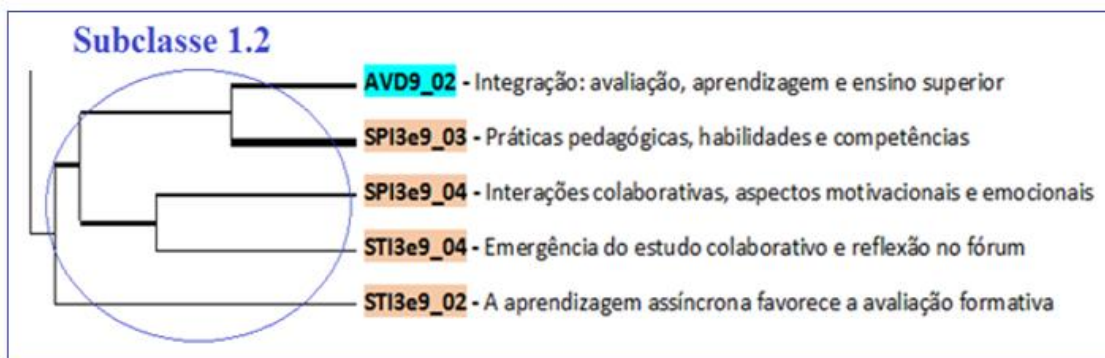 Subclasse 1.2
AVD9_02 - Integração: avaliação, aprendizagem e ensino superior
SPI3e9_03 - Práticas pedagógicas, habilidades e competências
SPI3e9_04 - Interações colaborativas, aspectos motivacionais e emocionais
STI3e9_04 - Emergência do estudo colaborativo e reflexão no fórum
STI3e9_02 - A aprendizagem assíncrona favorece a avaliação formativa